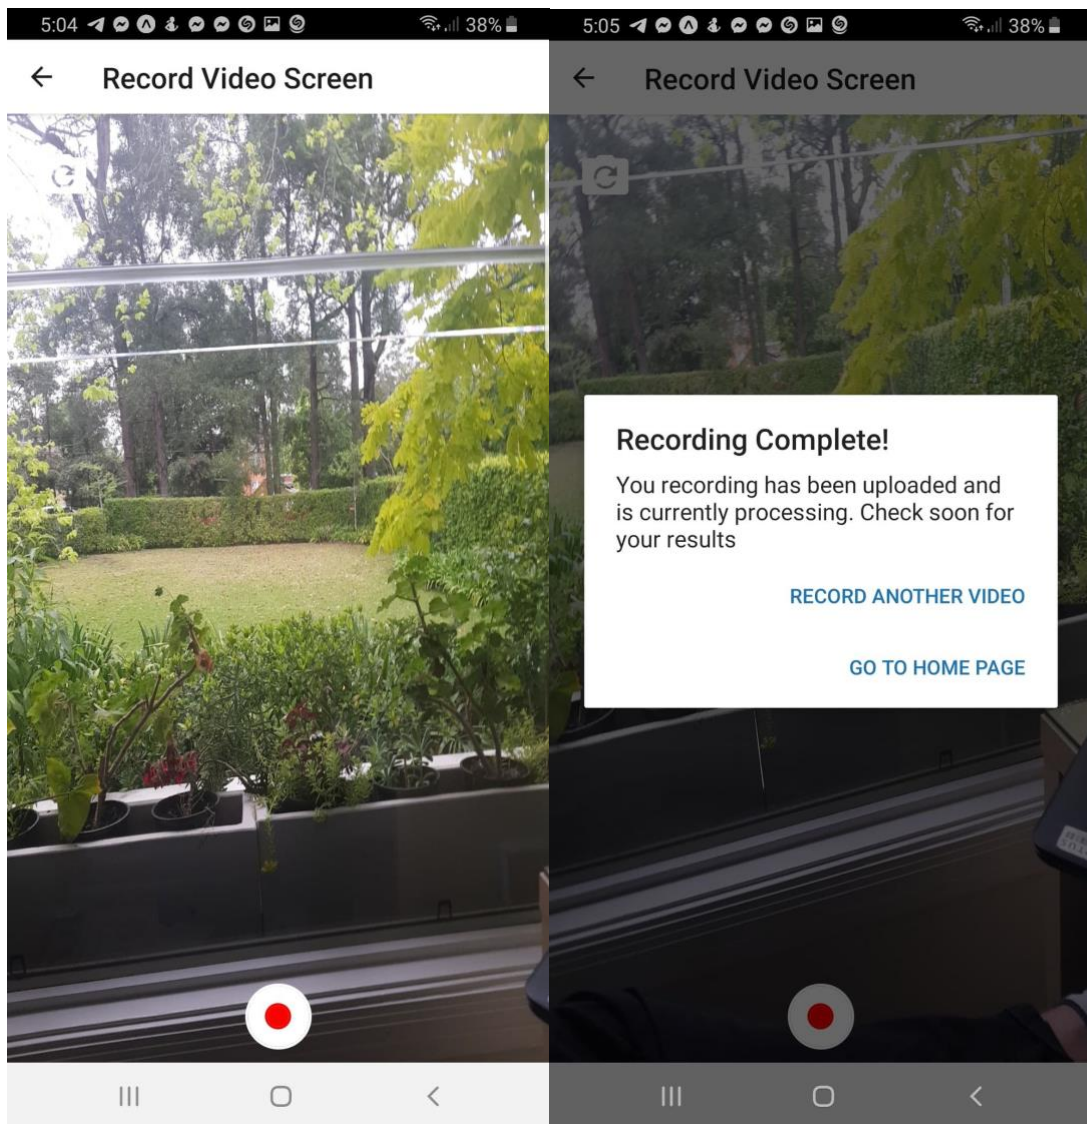 5:04
38%
Record Video Screen
5:05
38%
Record Video Screen
Recording Complete!
You recording has been uploaded and
is currently processing. Check soon for
your results
RECORD ANOTHER VIDEO
GO TO HOME PAGE